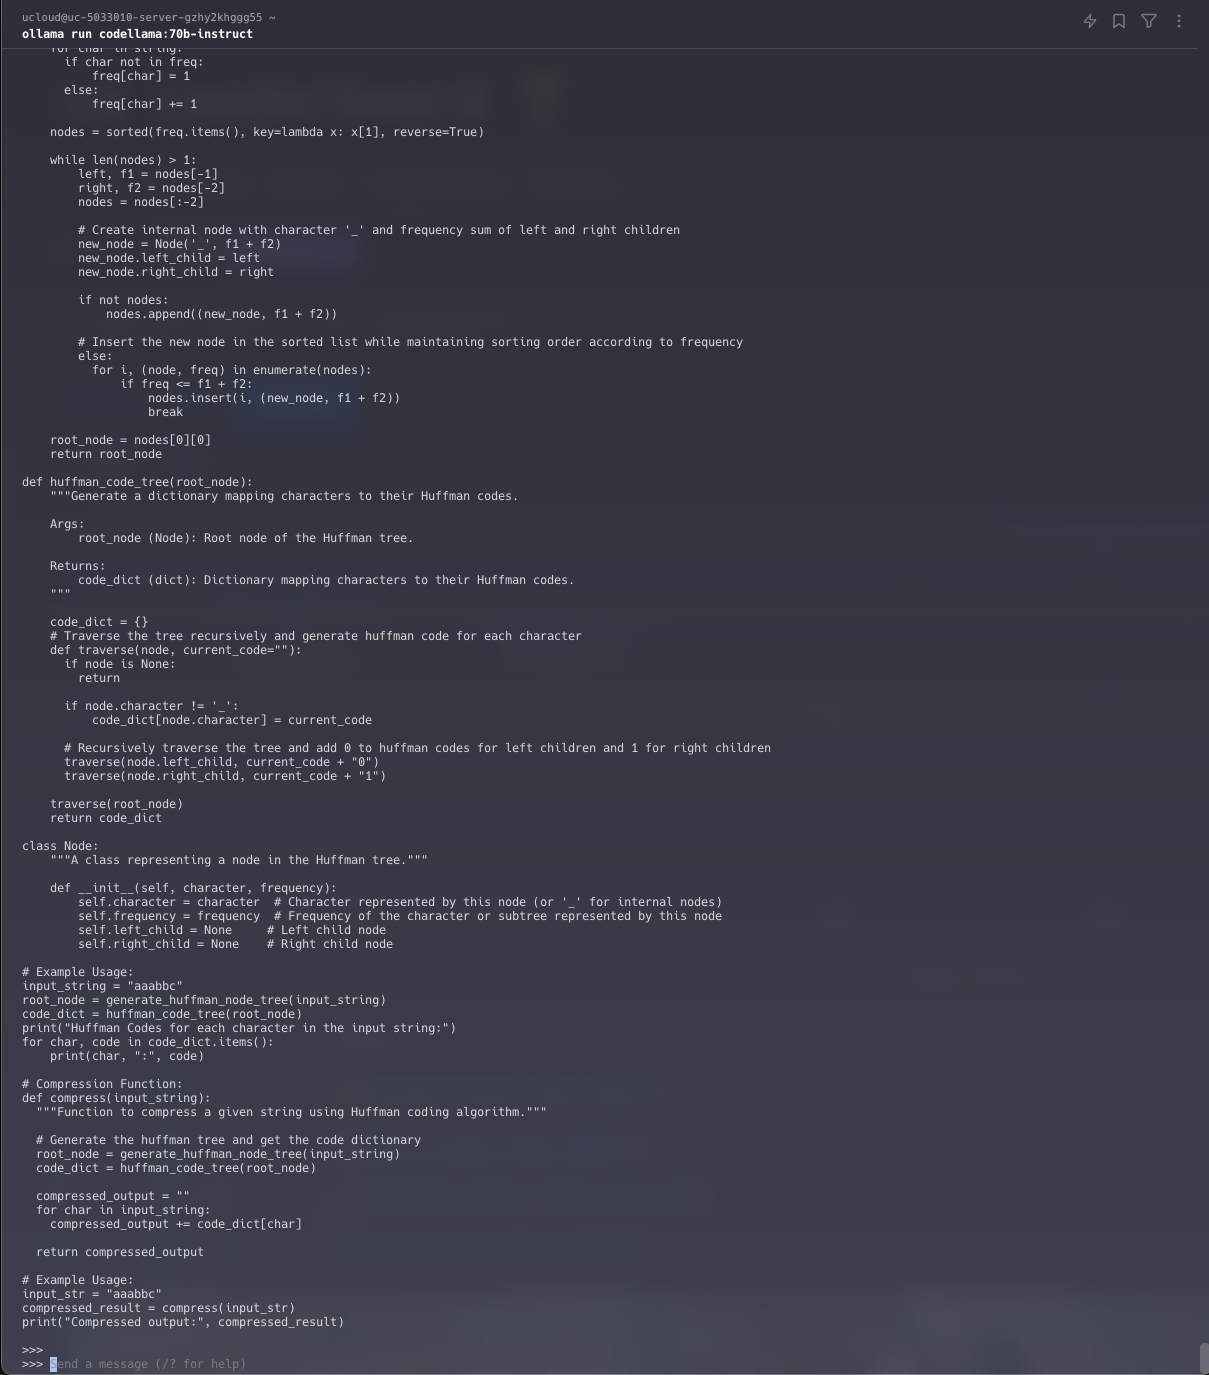 ucloud@uc-5033010-server-gzhy2khggg55 ~
ollama run codellama:70b-instruct
    for char in string:
      if char not in freq:
          freq[char] = 1
      else:
          freq[char] += 1

    nodes = sorted(freq.items(), key=lambda x: x[1], reverse=True)

    while len(nodes) > 1:
        left, f1 = nodes[-1]
        right, f2 = nodes[-2]
        nodes = nodes[:-2]

        # Create internal node with character '_' and frequency sum of left and right children
        new_node = Node('_', f1 + f2)
        new_node.left_child = left
        new_node.right_child = right

        if not nodes:
            nodes.append((new_node, f1 + f2))

        # Insert the new node in the sorted list while maintaining sorting order according to frequency
        else:
          for i, (node, freq) in enumerate(nodes):
              if freq <= f1 + f2:
                  nodes.insert(i, (new_node, f1 + f2))
                  break

    root_node = nodes[0][0]
    return root_node

def huffman_code_tree(root_node):
    """Generate a dictionary mapping characters to their Huffman codes.

    Args:
        root_node (Node): Root node of the Huffman tree.

    Returns:
        code_dict (dict): Dictionary mapping characters to their Huffman codes.
    """

    code_dict = {}
    # Traverse the tree recursively and generate huffman code for each character
    def traverse(node, current_code=""):
      if node is None:
        return

      if node.character != '_':
          code_dict[node.character] = current_code

      # Recursively traverse the tree and add 0 to huffman codes for left children and 1 for right children
      traverse(node.left_child, current_code + "0")
      traverse(node.right_child, current_code + "1")

    traverse(root_node)
    return code_dict

class Node:
    """A class representing a node in the Huffman tree."""

    def __init__(self, character, frequency):
        self.character = character  # Character represented by this node (or '_' for internal nodes)
        self.frequency = frequency  # Frequency of the character or subtree represented by this node
        self.left_child = None     # Left child node
        self.right_child = None    # Right child node

# Example Usage:
input_string = "aaabbc"
root_node = generate_huffman_node_tree(input_string)
code_dict = huffman_code_tree(root_node)
print("Huffman Codes for each character in the input string:")
for char, code in code_dict.items():
    print(char, ":", code)

# Compression Function:
def compress(input_string):
  """Function to compress a given string using Huffman coding algorithm."""

  # Generate the huffman tree and get the code dictionary
  root_node = generate_huffman_node_tree(input_string)
  code_dict = huffman_code_tree(root_node)

  compressed_output = ""
  for char in input_string:
    compressed_output += code_dict[char]

  return compressed_output

# Example Usage:
input_str = "aaabbc"
compressed_result = compress(input_str)
print("Compressed output:", compressed_result)

>>>
>>> Send a message (/? for help)